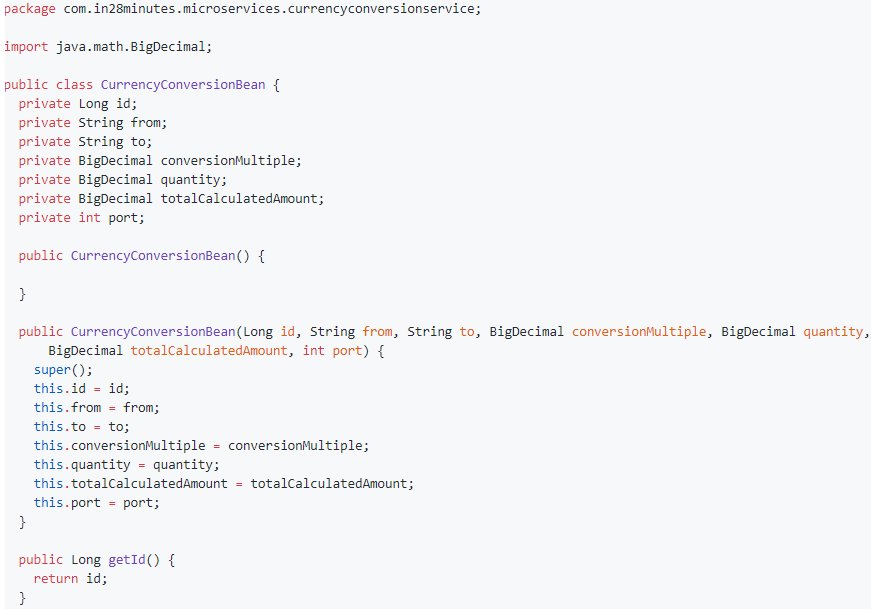 package com.in28minutes.microservices.currencyconversionservice;
import java.math.BigDecimal;
public class CurrencyConversionBean {
private Long id;
private String from;
private String to;
private BigDecimal conversionMultiple;
private BigDecimal quantity;
private BigDecimal totalCalculatedAmount;
private int port;
public CurrencyConversionBean() {
}
public CurrencyConversionBean(Long id, String from, String to, BigDecimal conversionMultiple, BigDecimal quantity,
BigDecimal totalCalculatedAmount, int port) {
super();
this.id = id;
this.from = from;
this.to = to;
this.conversionMultiple = conversionMultiple;
this.quantity = quantity;
this.totalCalculatedAmount = totalCalculatedAmount;
this.port = port;
}
public Long getId() {
return id;
}